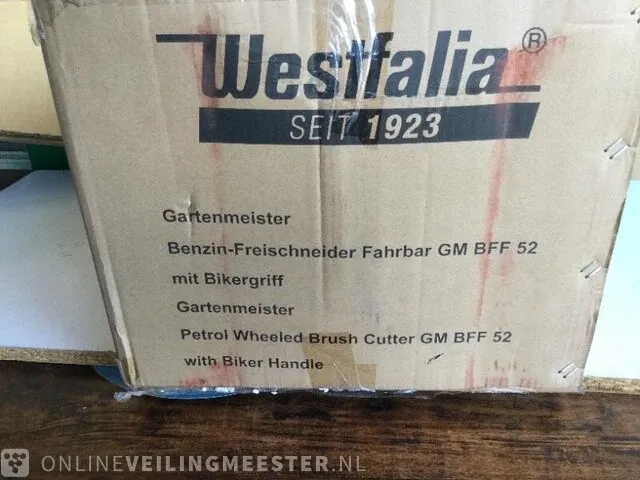 Westfalia®
SEIT 1923
Gartenmeister
Benzin-Freischneider Fahrbar GM BFF 52
mit Bikergriff
Gartenmeister
Petrol Wheeled Brush Cutter GM BFF 52
with Biker Handle
ONLINEVEILINGMEESTER.NL